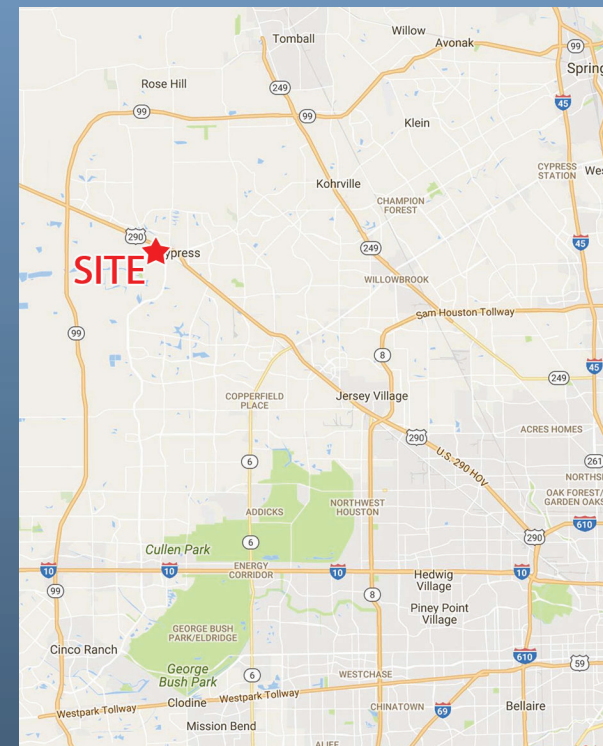 Willow
Tomball
Avonak
99
Spring
Rose Hill
249
45
99
99
Klein
CYPRESS
STATION
Kohrville
CHAMPION
FOREST
290
45
ypress
249
SITE
WILLOWBROOK
Sam Houston Tollway
99
8
45
249
COPPERFIELD
PLACE
Jersey Village
290
ACRES HOMES
U.S. 290 HOV
6
261
OAK FOREST/
GARDEN OAKS
NORTHWEST
HOUSTON
ADDICKS
610
290
6
Cullen Park
ENERGY
CORRIDOR
10
10
10
10
Hedwig
Village
99
8
Piney Point
Village
GEORGE BUSH
PARK/ELDRIDGE
Cinco Ranch
610
59
George
Bush Park
6
WESTCHASE
Westpark Tollway
Westpark Tollway
Clodine
CHINATOWN
69
Bellaire
Mission Bend